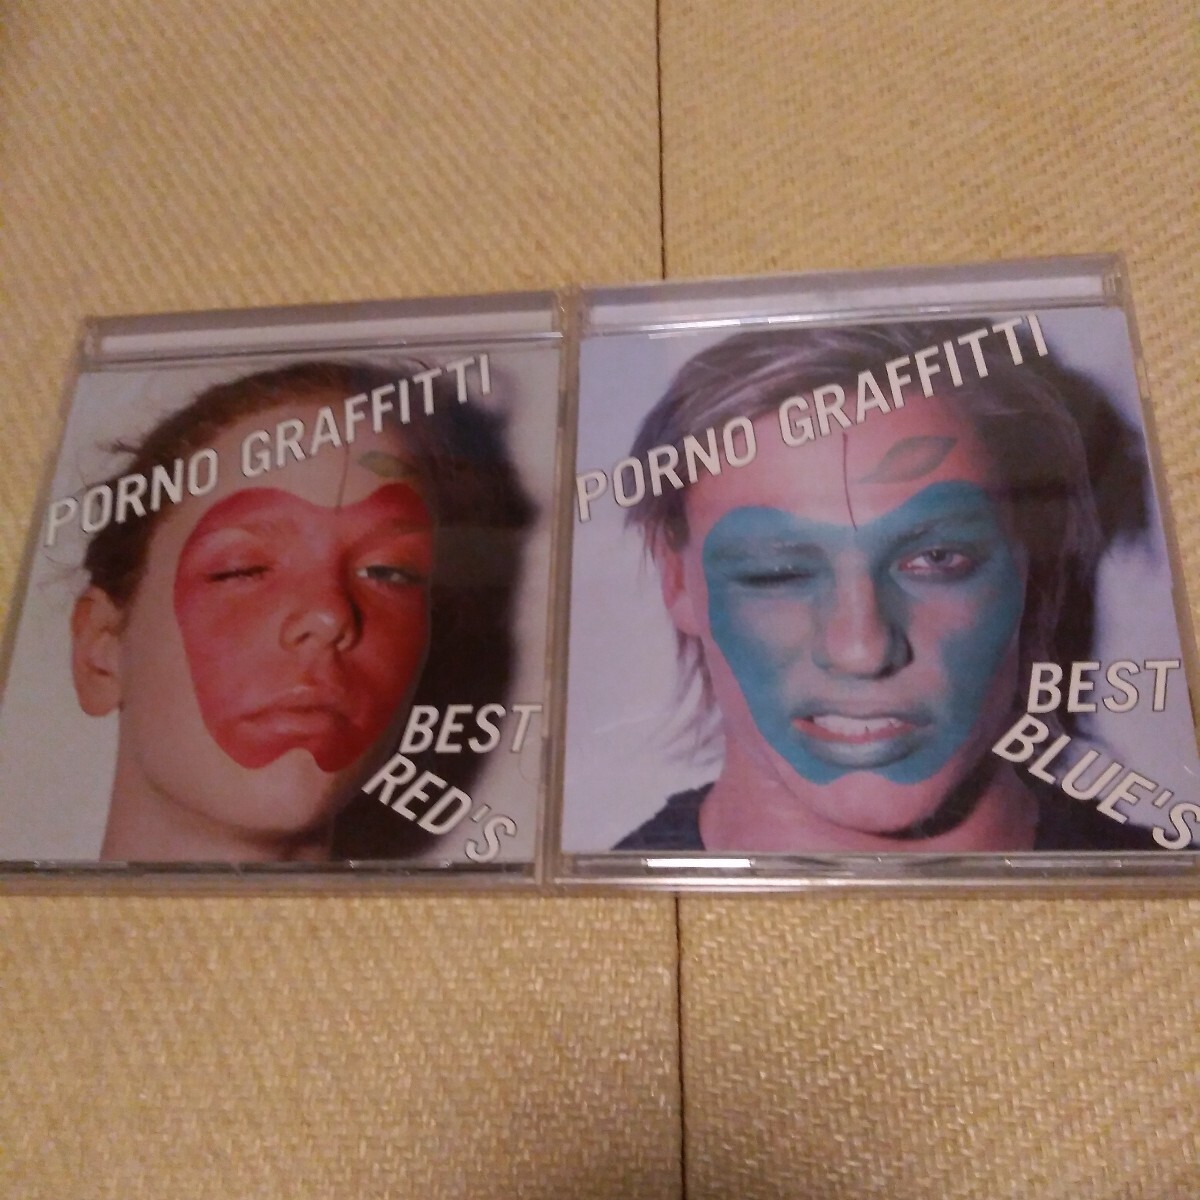 PORNO GRAFFITTI
BEST
RED'S
PORNO GRAFFITTI
BEST
BLUE'S